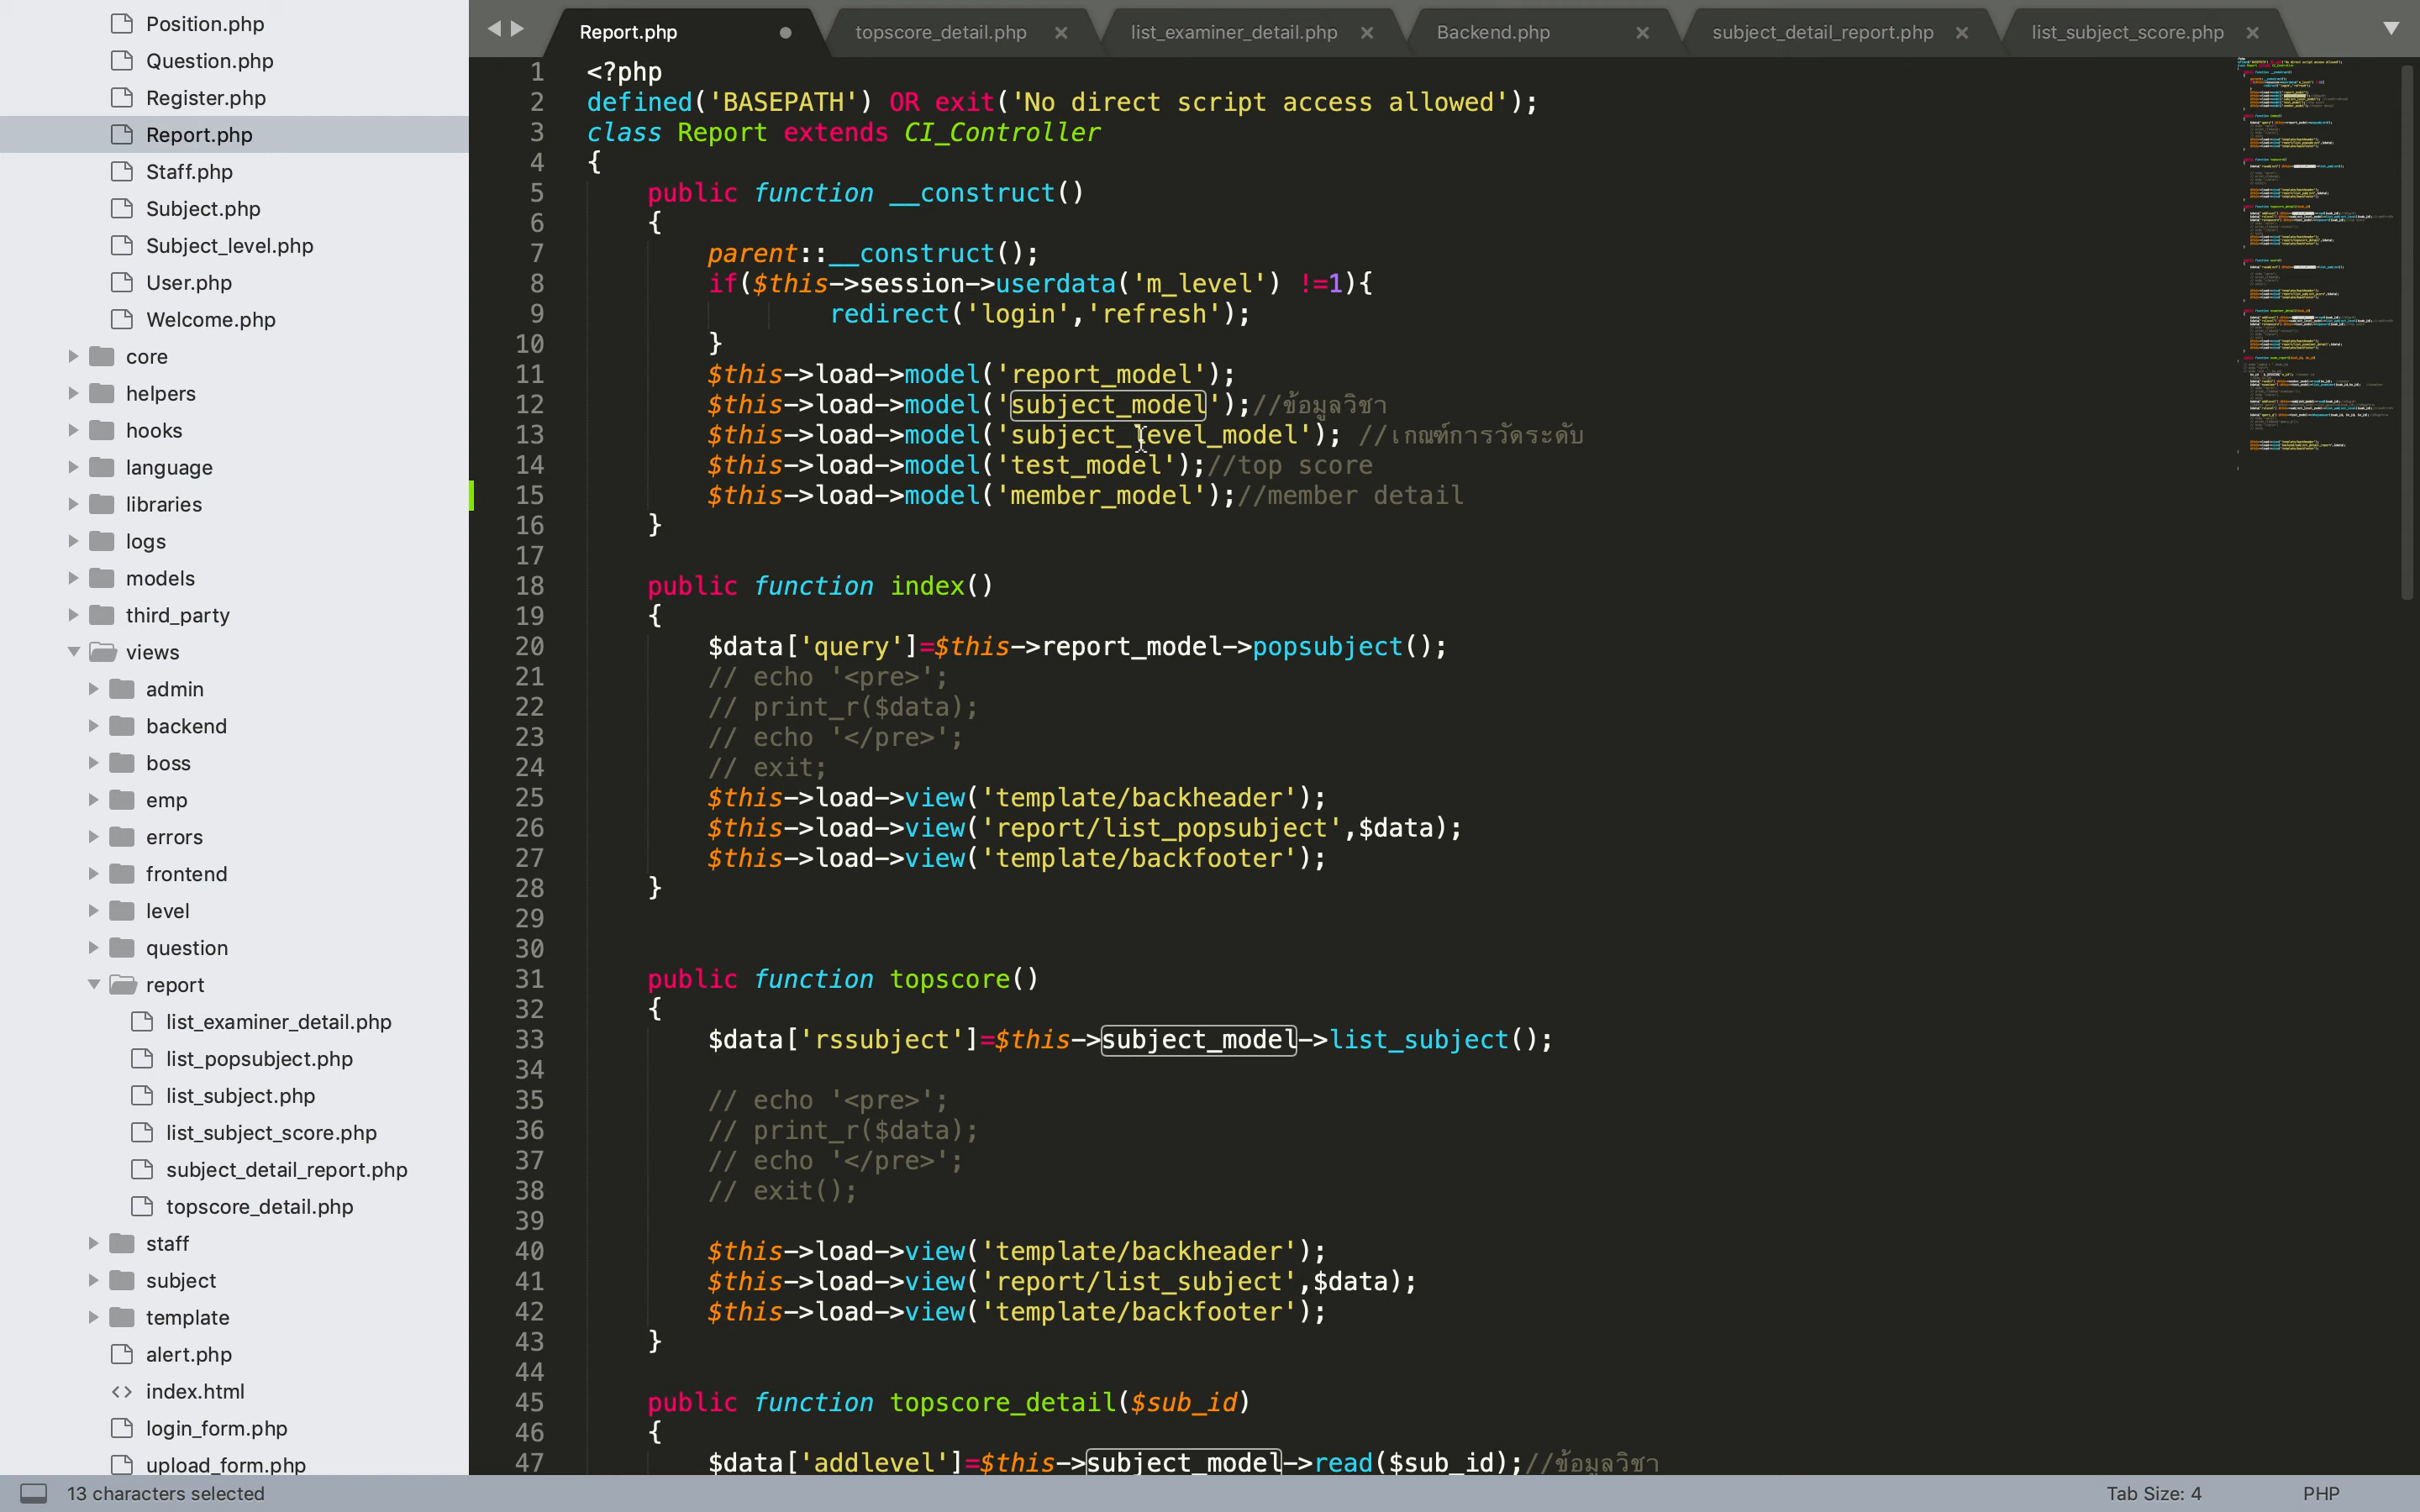 Position.php
Question.php
Register.php
Report.php
Staff.php
Subject.php
Subject_level.php
User.php
Welcome.php
core
helpers
hooks
language
libraries
logs
models
third_party
views
admin
backend
boss
emp
errors
frontend
level
question
report
list_examiner_detail.php
list_popsubject.php
list_subject.php
list_subject_score.php
subject_detail_report.php
topscore_detail.php
staff
subject
template
alert.php
index.html
login_form.php
upload_form.php
Report.php topscore_detail.php list_examiner_detail.php Backend.php subject_detail_report.php list_subject_score.php
1 <?php
2 defined('BASEPATH') OR exit('No direct script access allowed');
3 class Report extends CI_Controller
4 {
5 public function __construct()
6 {
7 parent::__construct();
8 if($this->session->userdata('m_level') !=1){
9 redirect('login','refresh');
10 }
11 $this->load->model('report_model');
12 $this->load->model('subject_model');//ข้อมูลวิชา
13 $this->load->model('subject_level_model'); //เกณฑ์การวัดระดับ
14 $this->load->model('test_model');//top score
15 $this->load->model('member_model');//member detail
16 }
17
18 public function index()
19 {
20 $data['query']=$this->report_model->popsubject();
21 // echo '<pre>';
22 // print_r($data);
23 // echo '</pre>';
24 // exit;
25 $this->load->view('template/backheader');
26 $this->load->view('report/list_popsubject',$data);
27 $this->load->view('template/backfooter');
28 }
29
30
31 public function topscore()
32 {
33 $data['rssubject']=$this->subject_model->list_subject();
34
35 // echo '<pre>';
36 // print_r($data);
37 // echo '</pre>';
38 // exit();
39
40 $this->load->view('template/backheader');
41 $this->load->view('report/list_subject',$data);
42 $this->load->view('template/backfooter');
43 }
44
45 public function topscore_detail($sub_id)
46 {
47 $data['addlevel']=$this->subject_model->read($sub_id);//ข้อมูลวิชา
13 characters selected
Tab Size: 4
PHP